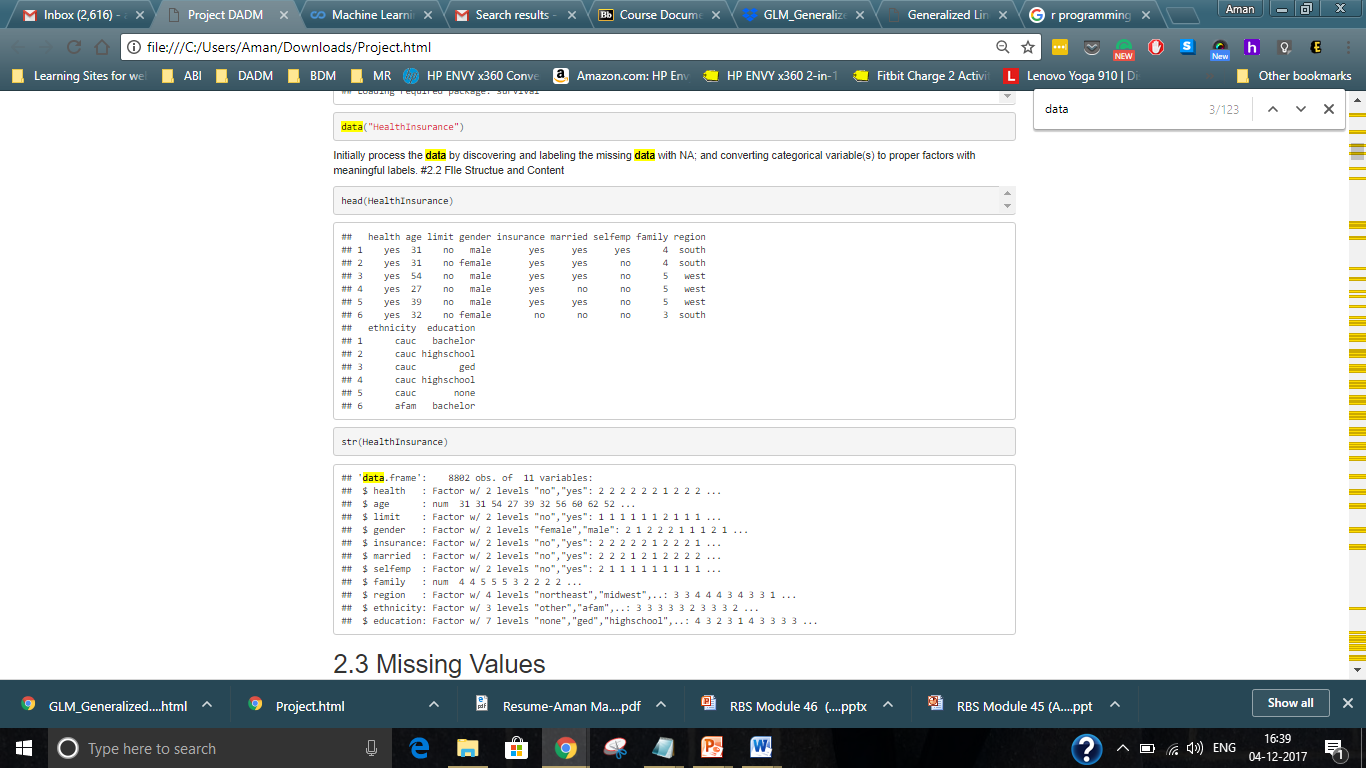 Inbox (2,616) -
Project DADM
Machine Learni
Search results -
Course Docume
GLM_Generalize
Generalized Lin
r programming
Aman
file:///C:/Users/Aman/Downloads/Project.html
NEW
New
Learning Sites for we
ABI
DADM
BDM
MR
HP ENVY x360 Conve
Amazon.com: HP Env
HP ENVY x360 2-in-1
Fitbit Charge 2 Activi
Lenovo Yoga 910 | Di
Other bookmarks
data 3/123
## Loading required package: survival
data("HealthInsurance")
Initially process the data by discovering and labeling the missing data with NA; and converting categorical variable(s) to proper factors with
meaningful labels. #2.2 FIle Structue and Content
head(HealthInsurance)
## health age limit gender insurance married selfemp family region
## 1 yes 31 no male yes yes yes 4 south
## 2 yes 31 no female yes yes no 4 south
## 3 yes 54 no male yes yes no 5 west
## 4 yes 27 no male yes no no 5 west
## 5 yes 39 no male yes yes no 5 west
## 6 yes 32 no female no no no 3 south
## ethnicity education
## 1 cauc bachelor
## 2 cauc highschool
## 3 cauc ged
## 4 cauc highschool
## 5 cauc none
## 6 afam bachelor
str(HealthInsurance)
## 'data.frame': 8802 obs. of 11 variables:
## $ health : Factor w/ 2 levels "no","yes": 2 2 2 2 2 2 1 2 2 2 ...
## $ age : num 31 31 54 27 39 32 56 60 62 52 ...
## $ limit : Factor w/ 2 levels "no","yes": 1 1 1 1 1 1 2 1 1 1 ...
## $ gender : Factor w/ 2 levels "female","male": 2 1 2 2 2 1 1 1 2 1 ...
## $ insurance: Factor w/ 2 levels "no","yes": 2 2 2 2 2 1 2 2 2 1 ...
## $ married : Factor w/ 2 levels "no","yes": 2 2 2 1 2 1 2 2 2 2 ...
## $ selfemp : Factor w/ 2 levels "no","yes": 2 1 1 1 1 1 1 1 1 1 ...
## $ family : num 4 4 5 5 5 3 2 2 2 2 ...
## $ region : Factor w/ 4 levels "northeast","midwest",..: 3 3 4 4 4 3 4 3 3 1 ...
## $ ethnicity: Factor w/ 3 levels "other","afam",..: 3 3 3 3 3 2 3 3 3 2 ...
## $ education: Factor w/ 7 levels "none","ged","highschool",..: 4 3 2 3 1 4 3 3 3 3 ...
2.3 Missing Values
GLM_Generalized....html
Project.html
Resume-Aman Ma....pdf
RBS Module 46 (....pptx
RBS Module 45 (A....ppt
Show all
Type here to search
ENG
16:39
04-12-2017
1